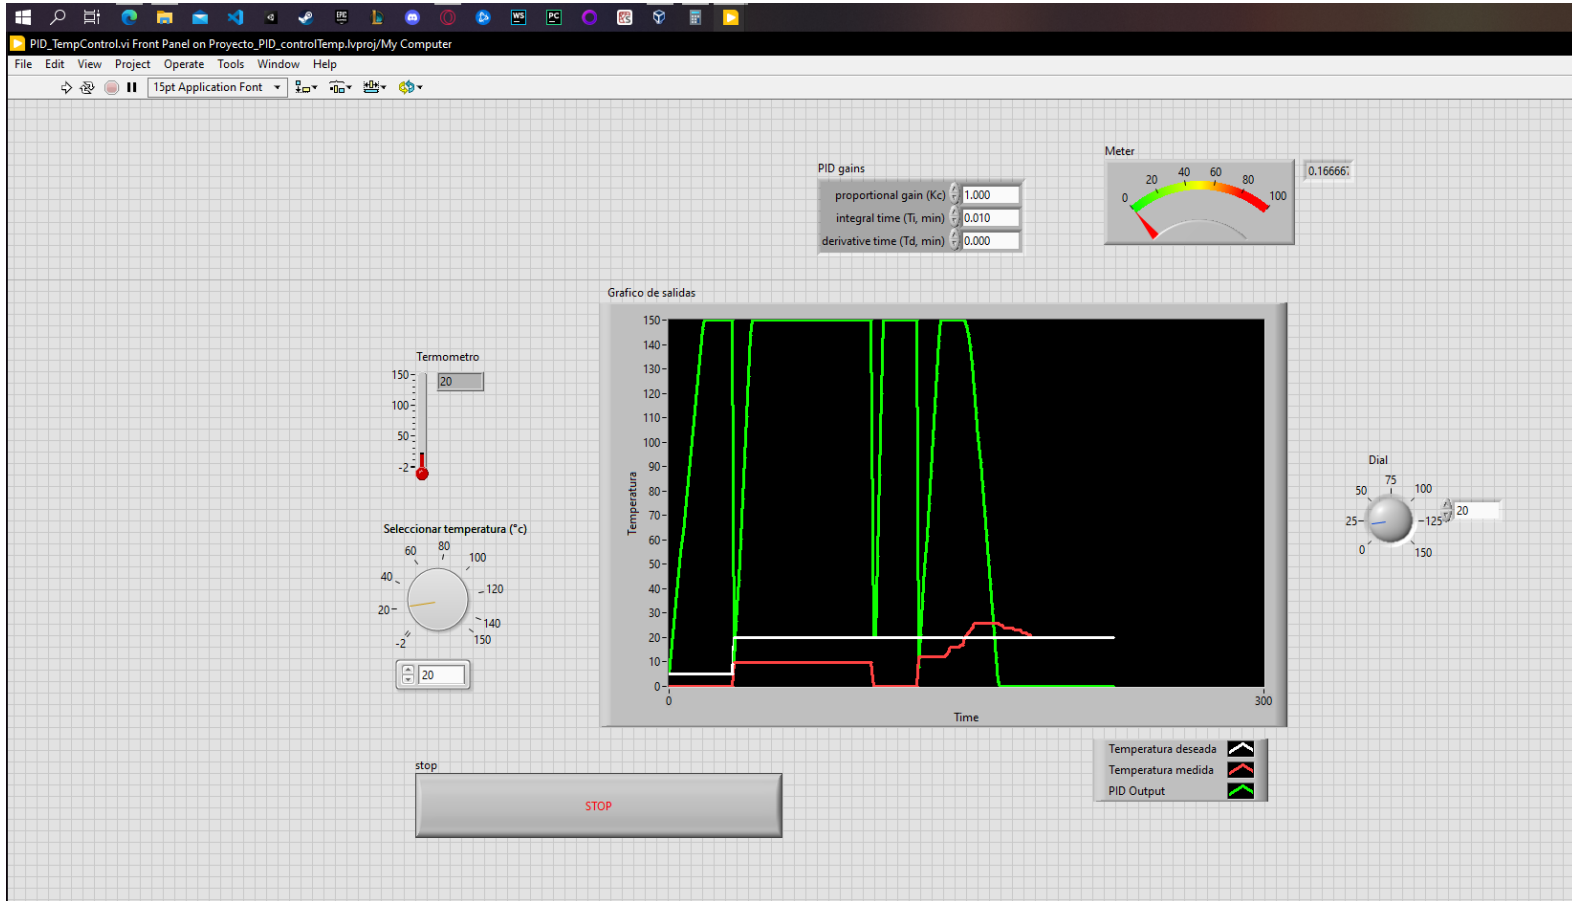 PID_TempControl.vi Front Panel on Proyecto_PID_controlTemp.lvproj/My Computer
File Edit View Project Operate Tools Window Help
15pt Application Font
PID gains
proportional gain (Kc) 1.000
integral time (Ti, min) 0.010
derivative time (Td, min) 0.000
Meter
0 20 40 60 80 100
Grafico de salidas
150
140
130
120
110
100
90
80
70
60
50
40
30
20
10
0
Temperatura
0 300
Time
Termometro
150
100
50
-2
20
Seleccionar temperatura (°c)
-2 20 40 60 80 100 120 140 150
20
Dial
0 25 50 75 100 125 150
20
Temperatura deseada
Temperatura medida
PID Output
stop
STOP
WS
PC